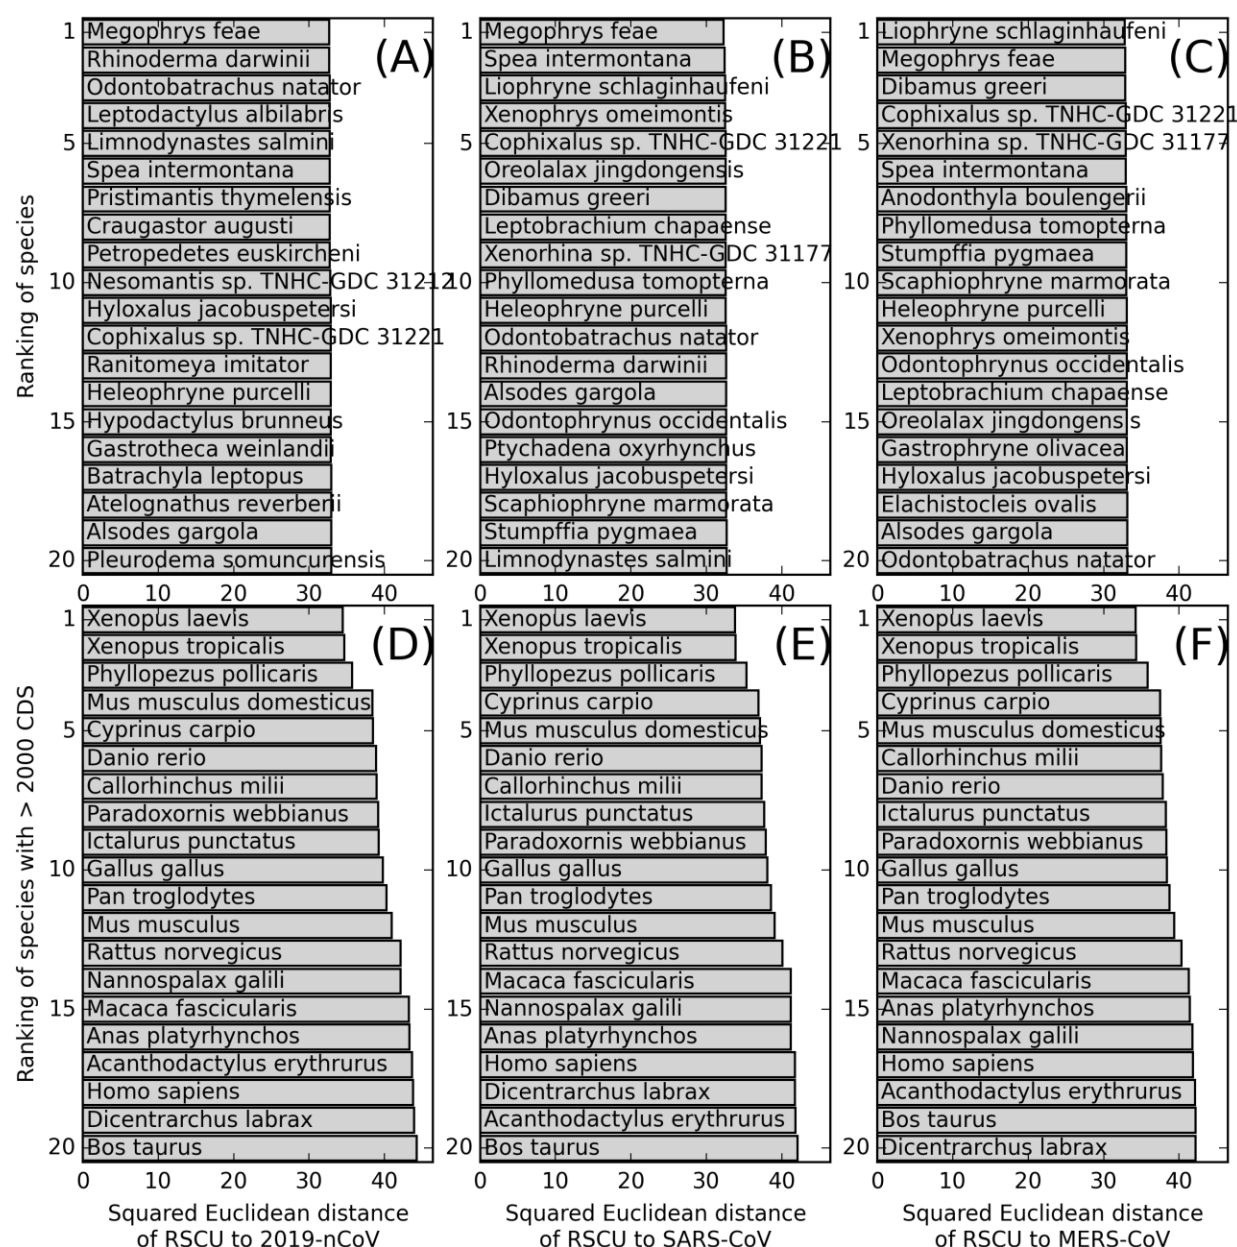 (A)
1
5
10
15
20
Ranking of species
Megophrys feae
Rhinoderma darwinii
Odontobatrachus natator
Leptodactylus albilabris
Limnodynastes salmini
Spea intermontana
Pristimantis thymelensis
Craugastor augusti
Petropedetes euskircheni
Nesomantis sp. TNHC-GDC 31212
Hyloxalus jacobuspetersi
Cophixalus sp. TNHC-GDC 31221
Ranitomeya imitator
Heleophryne purcelli
Hypodactylus brunneus
Gastrotheca weinlandii
Batrachyla leptopus
Atelognathus reverberii
Alsodes gargola
Pleurodema somuncurensis
0 10 20 30 40
(B)
1
5
10
15
20
Megophrys feae
Spea intermontana
Liophryne schlaginhaufeni
Xenophrys omeimontis
Cophixalus sp. TNHC-GDC 31221
Oreolalax jingdongensis
Dibamus greeri
Leptobrachium chapaense
Xenorhina sp. TNHC-GDC 31177
Phyllomedusa tomopterna
Heleophryne purcelli
Odontobatrachus natator
Rhinoderma darwinii
Alsodes gargola
Odontophrynus occidentalis
Ptychadena oxyrhynchus
Hyloxalus jacobuspetersi
Scaphiophryne marmorata
Stumpffia pygmaea
Limnodynastes salmini
0 10 20 30 40
(C)
1
5
10
15
20
Liophryne schlaginhaufeni
Megophrys feae
Dibamus greeri
Cophixalus sp. TNHC-GDC 31221
Xenorhina sp. TNHC-GDC 31177
Spea intermontana
Anodonthyla boulengerii
Phyllomedusa tomopterna
Stumpffia pygmaea
Scaphiophryne marmorata
Heleophryne purcelli
Xenophrys omeimontis
Odontophrynus occidentalis
Leptobrachium chapaense
Oreolalax jingdongensis
Gastrophryne olivacea
Hyloxalus jacobuspetersi
Elachistocleis ovalis
Alsodes gargola
Odontobatrachus natator
0 10 20 30 40
(D)
1
5
10
15
20
Ranking of species with > 2000 CDS
Xenopus laevis
Xenopus tropicalis
Phyllopezus pollicaris
Mus musculus domesticus
Cyprinus carpio
Danio rerio
Callorhinchus milii
Paradoxornis webbianus
Ictalurus punctatus
Gallus gallus
Pan troglodytes
Mus musculus
Rattus norvegicus
Nannospalax galili
Macaca fascicularis
Anas platyrhynchos
Acanthodactylus erythrurus
Homo sapiens
Dicentrarchus labrax
Bos taurus
0 10 20 30 40
Squared Euclidean distance
of RSCU to 2019-nCoV
(E)
1
5
10
15
20
Xenopus laevis
Xenopus tropicalis
Phyllopezus pollicaris
Cyprinus carpio
Mus musculus domesticus
Danio rerio
Callorhinchus milii
Ictalurus punctatus
Paradoxornis webbianus
Gallus gallus
Pan troglodytes
Mus musculus
Rattus norvegicus
Macaca fascicularis
Nannospalax galili
Anas platyrhynchos
Homo sapiens
Dicentrarchus labrax
Acanthodactylus erythrurus
Bos taurus
0 10 20 30 40
Squared Euclidean distance
of RSCU to SARS-CoV
(F)
1
5
10
15
20
Xenopus laevis
Xenopus tropicalis
Phyllopezus pollicaris
Cyprinus carpio
Mus musculus domesticus
Callorhinchus milii
Danio rerio
Ictalurus punctatus
Paradoxornis webbianus
Gallus gallus
Pan troglodytes
Mus musculus
Rattus norvegicus
Macaca fascicularis
Anas platyrhynchos
Nannospalax galili
Homo sapiens
Acanthodactylus erythrurus
Bos taurus
Dicentrarchus labrax
0 10 20 30 40
Squared Euclidean distance
of RSCU to MERS-CoV